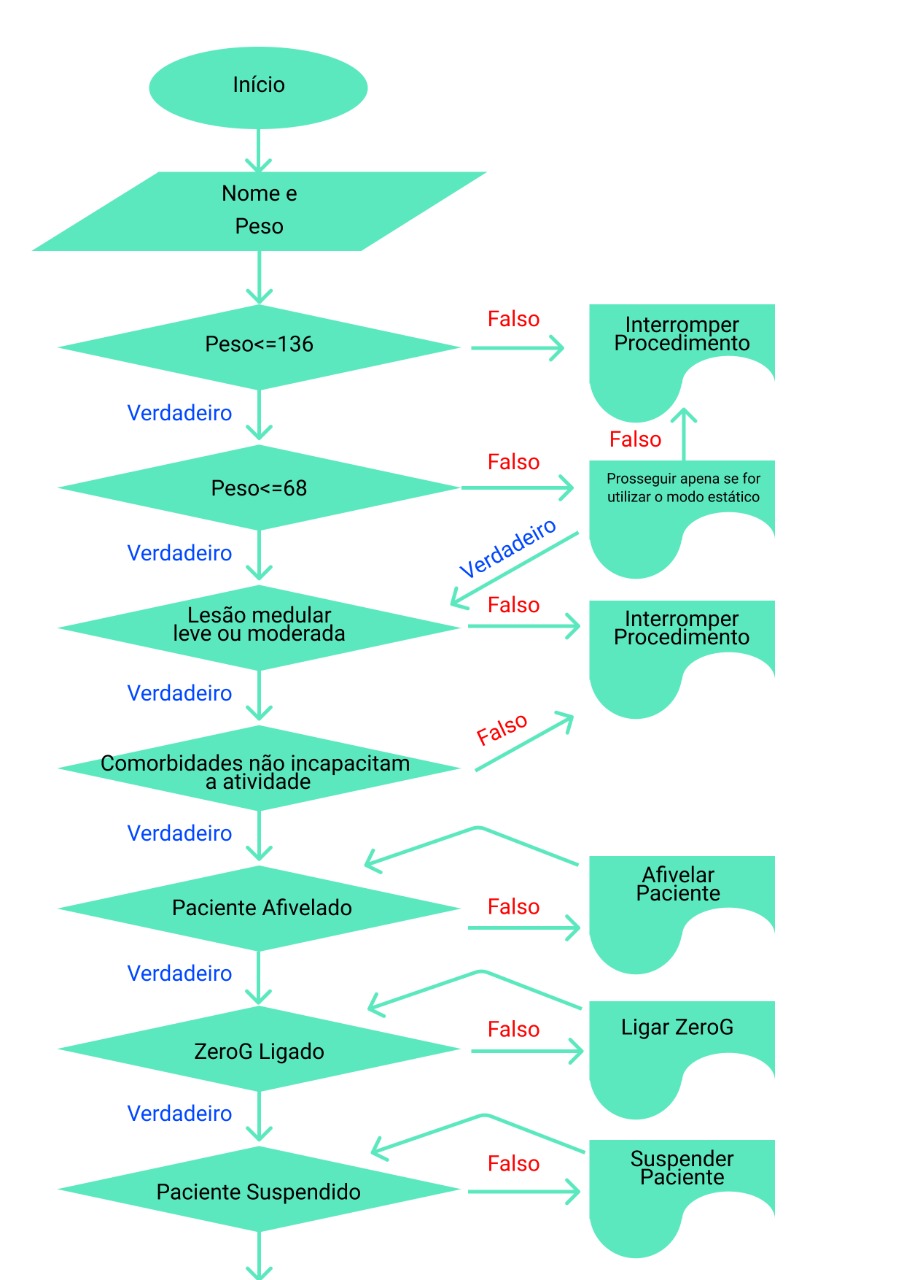 Início
Nome e
Peso
Peso<=136
Falso
Interromper
Procedimento
Verdadeiro
Falso
Peso<=68
Falso
Prosseguir apena se for
utilizar o modo estático
Verdadeiro
Verdadeiro
Lesão medular
leve ou moderada
Falso
Interromper
Procedimento
Verdadeiro
Falso
Comorbidades não incapacitam
a atividade
Verdadeiro
Paciente Afivelado
Falso
Afivelar
Paciente
Verdadeiro
ZeroG Ligado
Falso
Ligar ZeroG
Verdadeiro
Paciente Suspendido
Falso
Suspender
Paciente